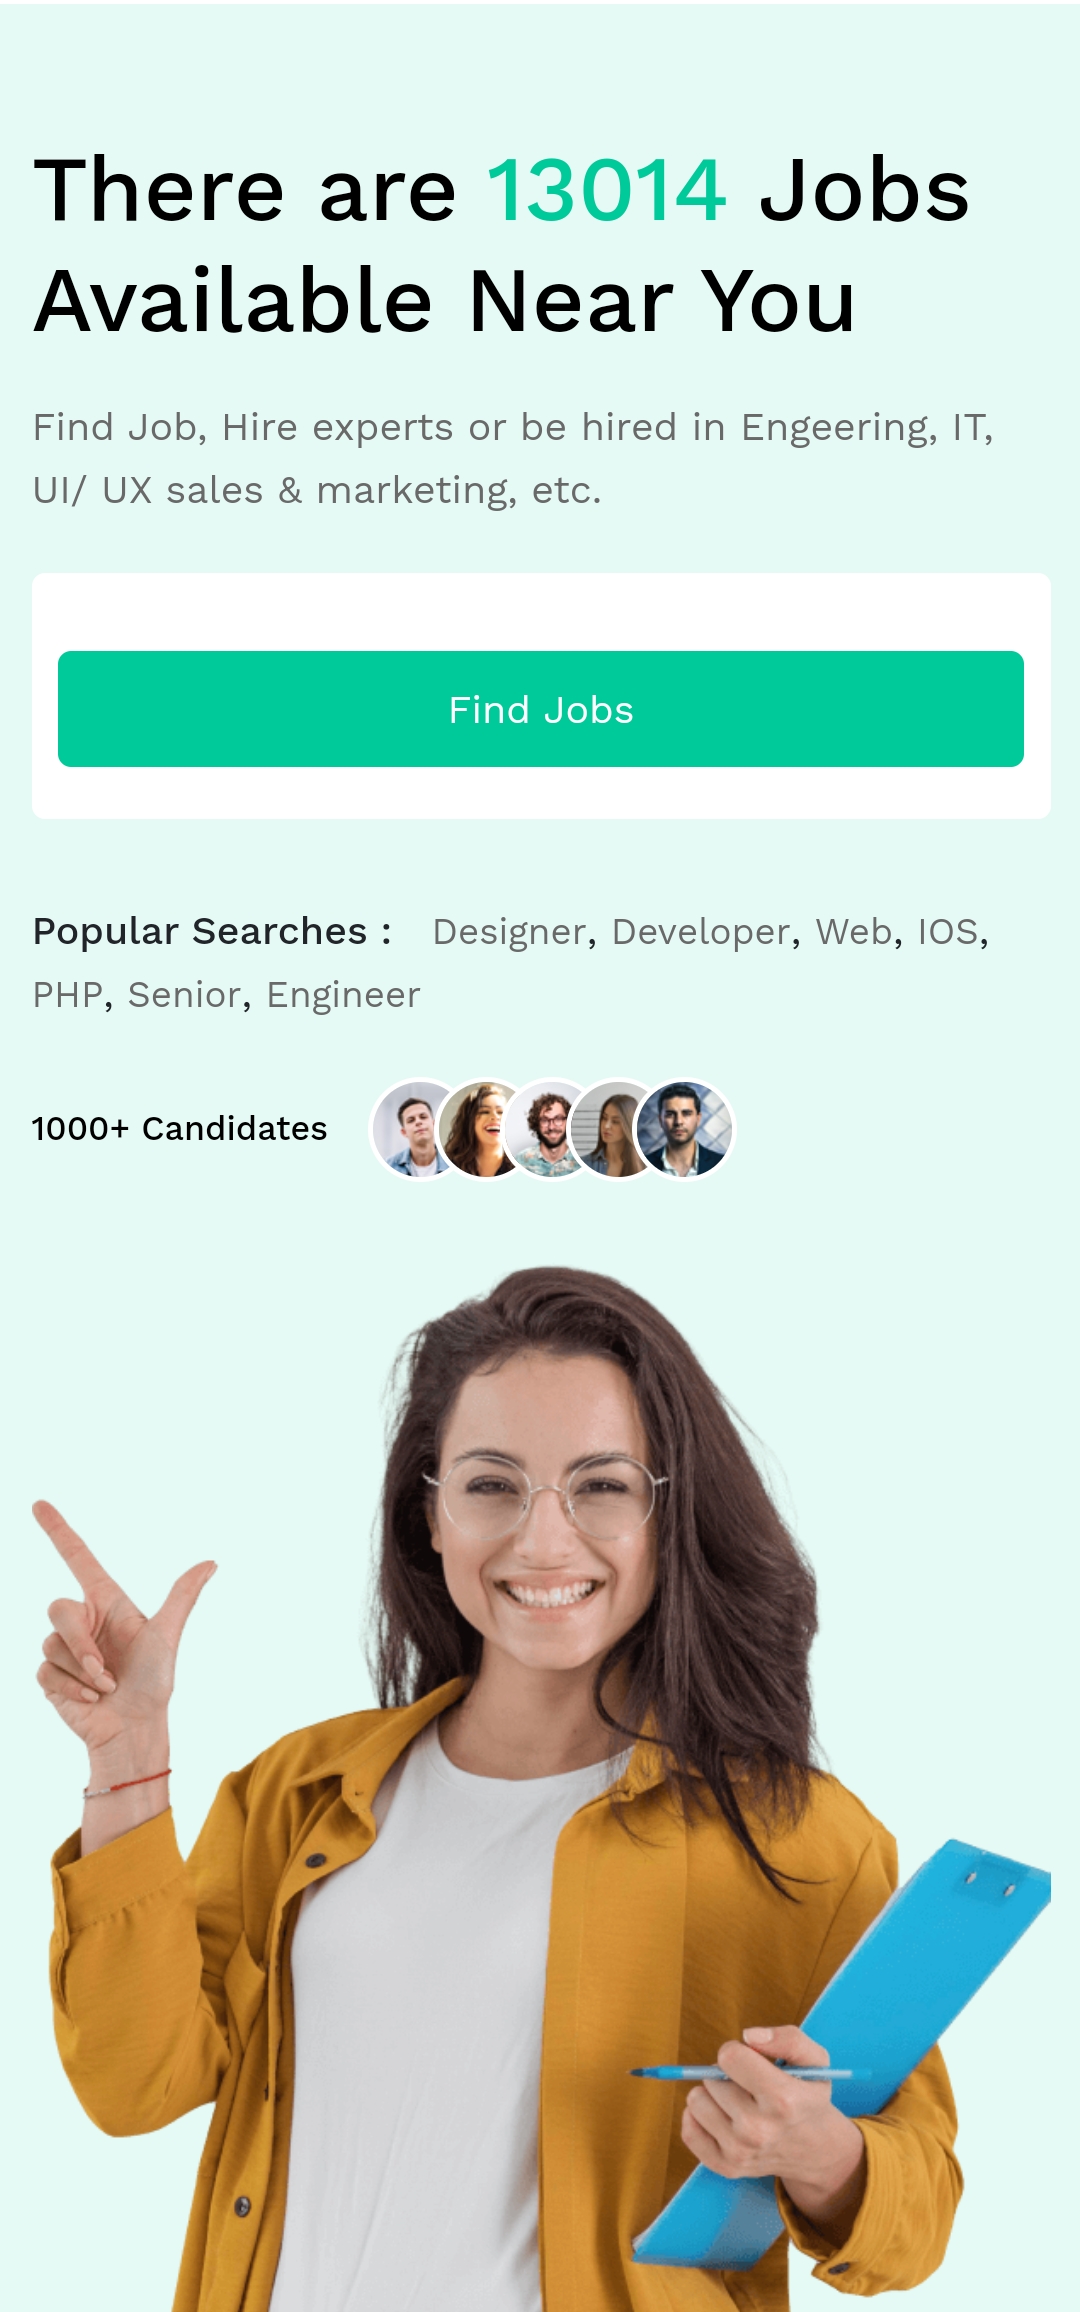 There are 13014 Jobs
Available Near You
Find Job, Hire experts or be hired in Engeering, IT,
UI/ UX sales & marketing, etc.
Find Jobs
Popular Searches : Designer, Developer, Web, IOS,
PHP, Senior, Engineer
1000+ Candidates